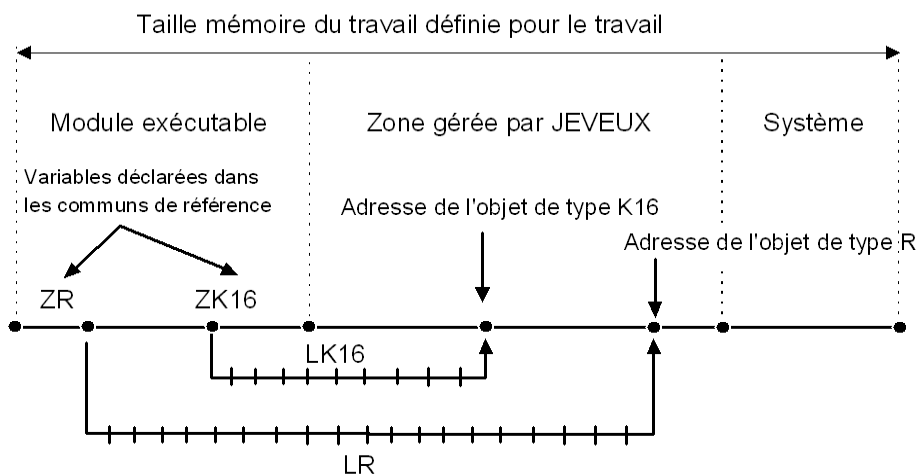 Taille mémoire du travail définie pour le travail
Module exécutable
Zone gérée par JEVEUX
Système
Variables déclarées dans
les communs de référence
Adresse de l'objet de type K16
Adresse de l'objet de type R
ZR
ZK16
LK16
LR